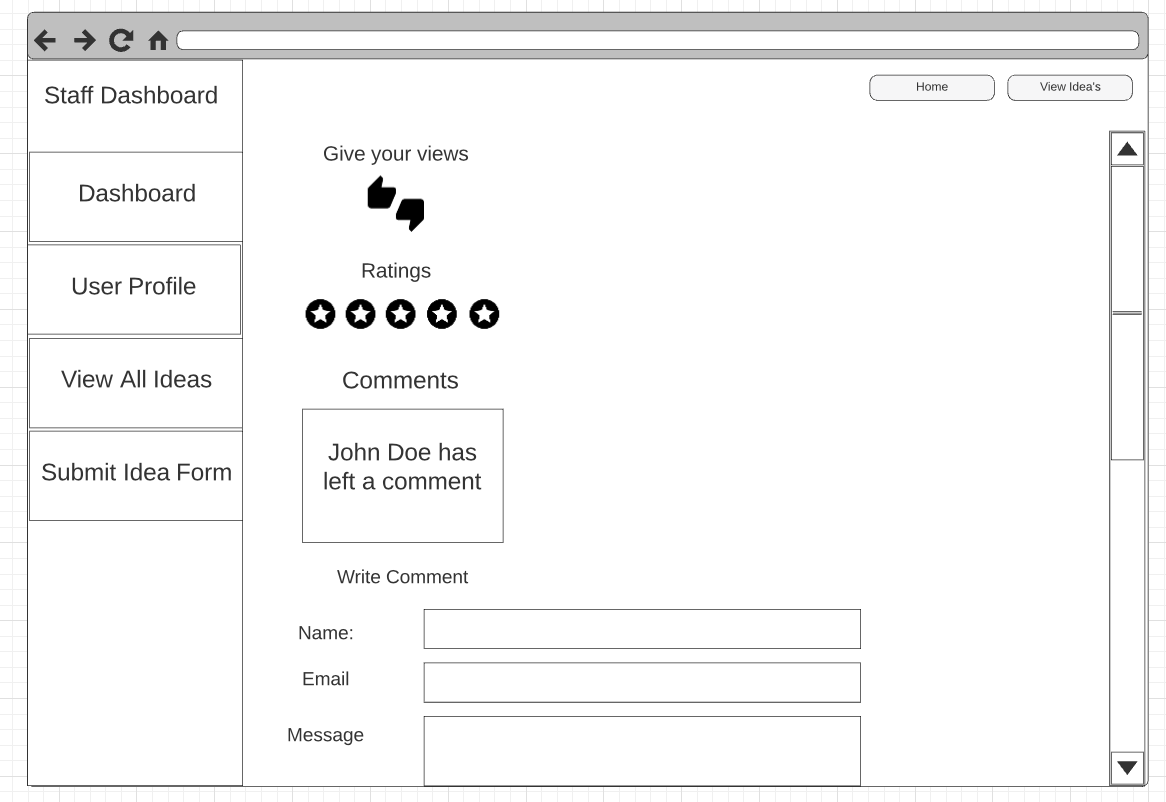 Staff Dashboard
Home
View Idea's
Dashboard
User Profile
View All Ideas
Submit Idea Form
Give your views
Ratings
Comments
John Doe has
left a comment
Write Comment
Name:
Email
Message